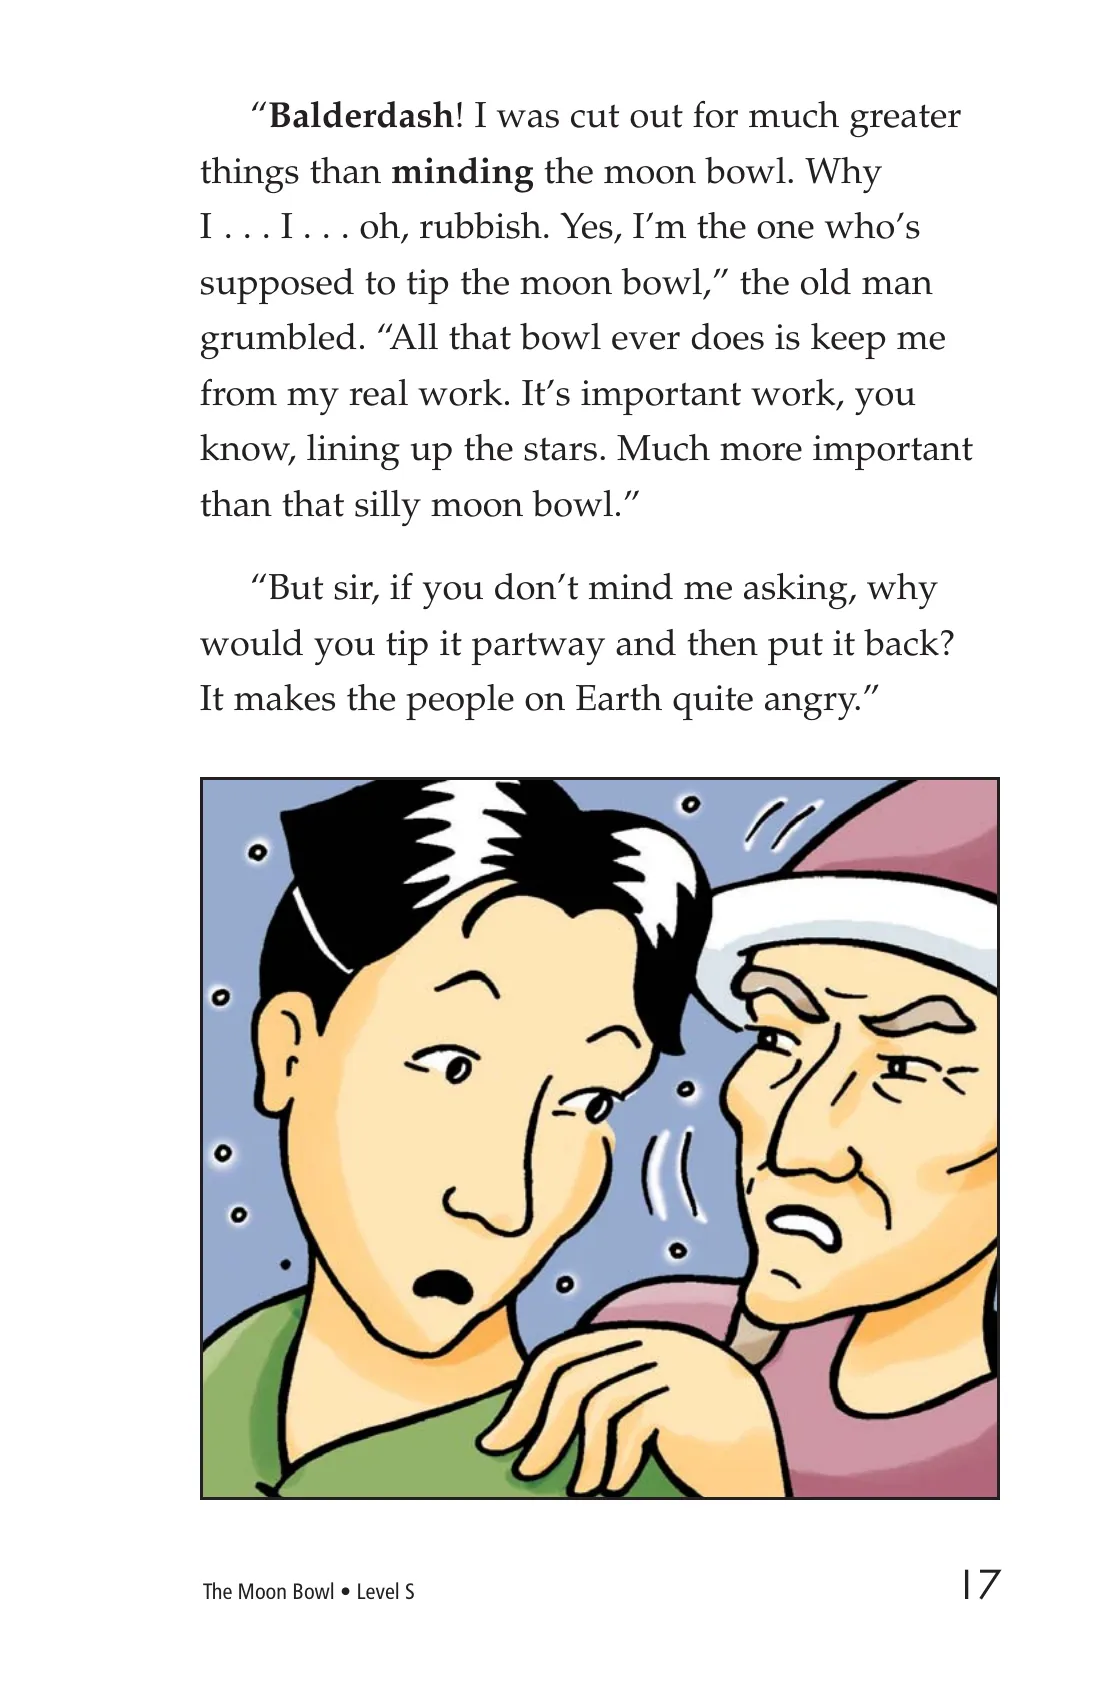 “Balderdash! I was cut out for much greater
things than minding the moon bowl. Why
I . . . I . . . oh, rubbish. Yes, I’m the one who’s
supposed to tip the moon bowl,” the old man
grumbled. “All that bowl ever does is keep me
from my real work. It’s important work, you
know, lining up the stars. Much more important
than that silly moon bowl.”
“But sir, if you don’t mind me asking, why
would you tip it partway and then put it back?
It makes the people on Earth quite angry.”
The Moon Bowl • Level S
17